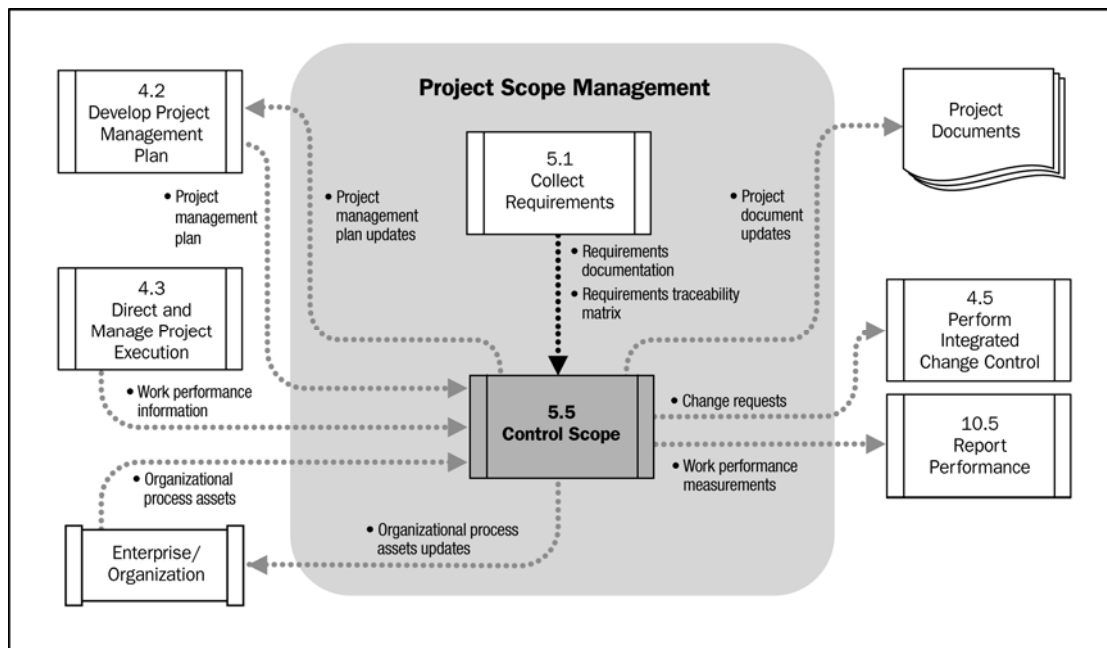 Project Scope Management
4.2
Develop Project
Management
Plan
• Project
management
plan
• Project
management
plan updates
5.1
Collect
Requirements
• Requirements
documentation
• Requirements traceability
matrix
• Project
document
updates
Project
Documents
4.3
Direct and
Manage Project
Execution
• Work performance
information
5.5
Control Scope
• Change requests
4.5
Perform
Integrated
Change Control
• Work performance
measurements
10.5
Report
Performance
• Organizational
process assets
• Organizational process
assets updates
Enterprise/
Organization